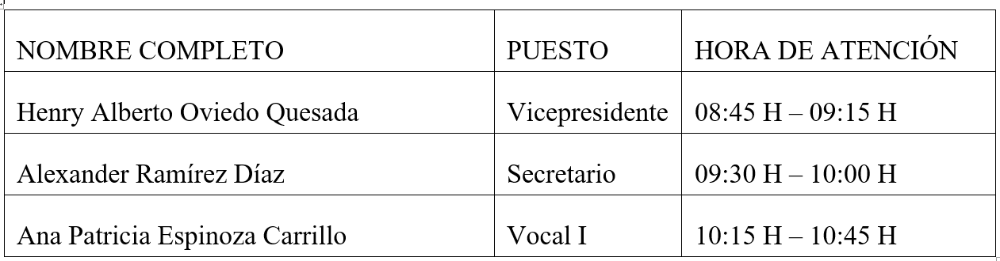 NOMBRE COMPLETO PUESTO HORA DE ATENCIÓN
Henry Alberto Oviedo Quesada Vicepresidente 08:45 H – 09:15 H
Alexander Ramírez Díaz Secretario 09:30 H – 10:00 H
Ana Patricia Espinoza Carrillo Vocal I 10:15 H – 10:45 H